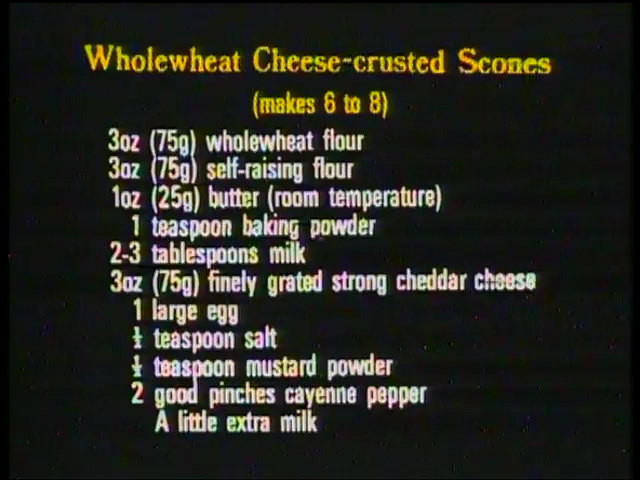 Wholewheat Cheese-crusted Scones
(makes 6 to 8)
3oz (75g) wholewheat flour
3oz (75g) self-raising flour
1oz (25g) butter (room temperature)
1 teaspoon baking powder
2-3 tablespoons milk
3oz (75g) finely grated strong cheddar cheese
1 large egg
½ teaspoon salt
½ teaspoon mustard powder
2 good pinches cayenne pepper
A little extra milk